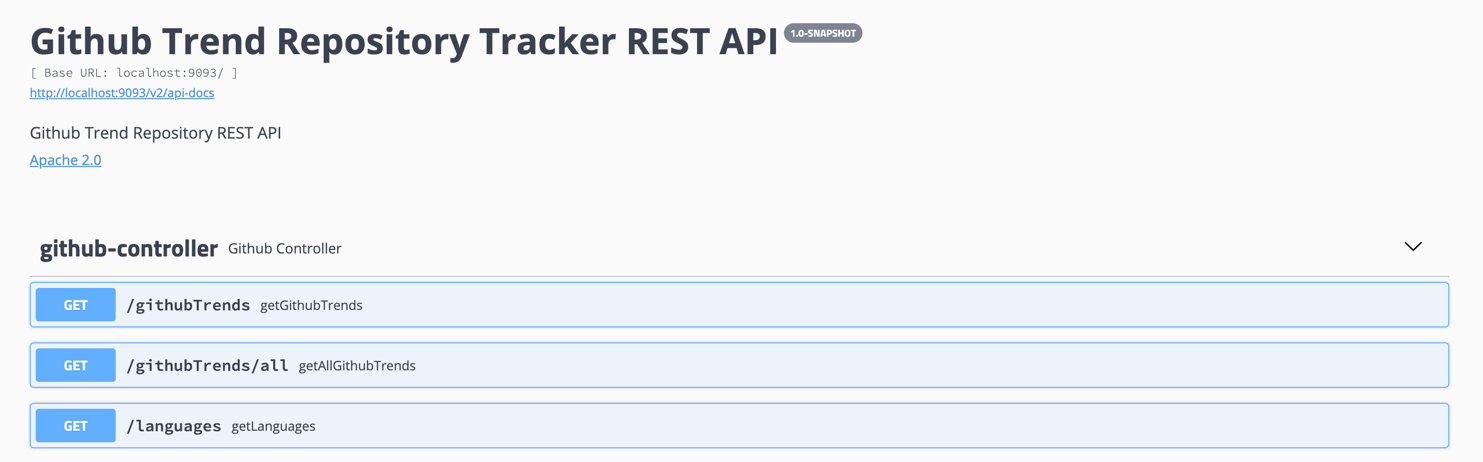 Github Trend Repository Tracker REST API 1.0-SNAPSHOT
[ Base URL: localhost:9093/ ]
http://localhost:9093/v2/api-docs
Github Trend Repository REST API
Apache 2.0
github-controller Github Controller
GET /githubTrends getGithubTrends
GET /githubTrends/all getAllGithubTrends
GET /languages getLanguages